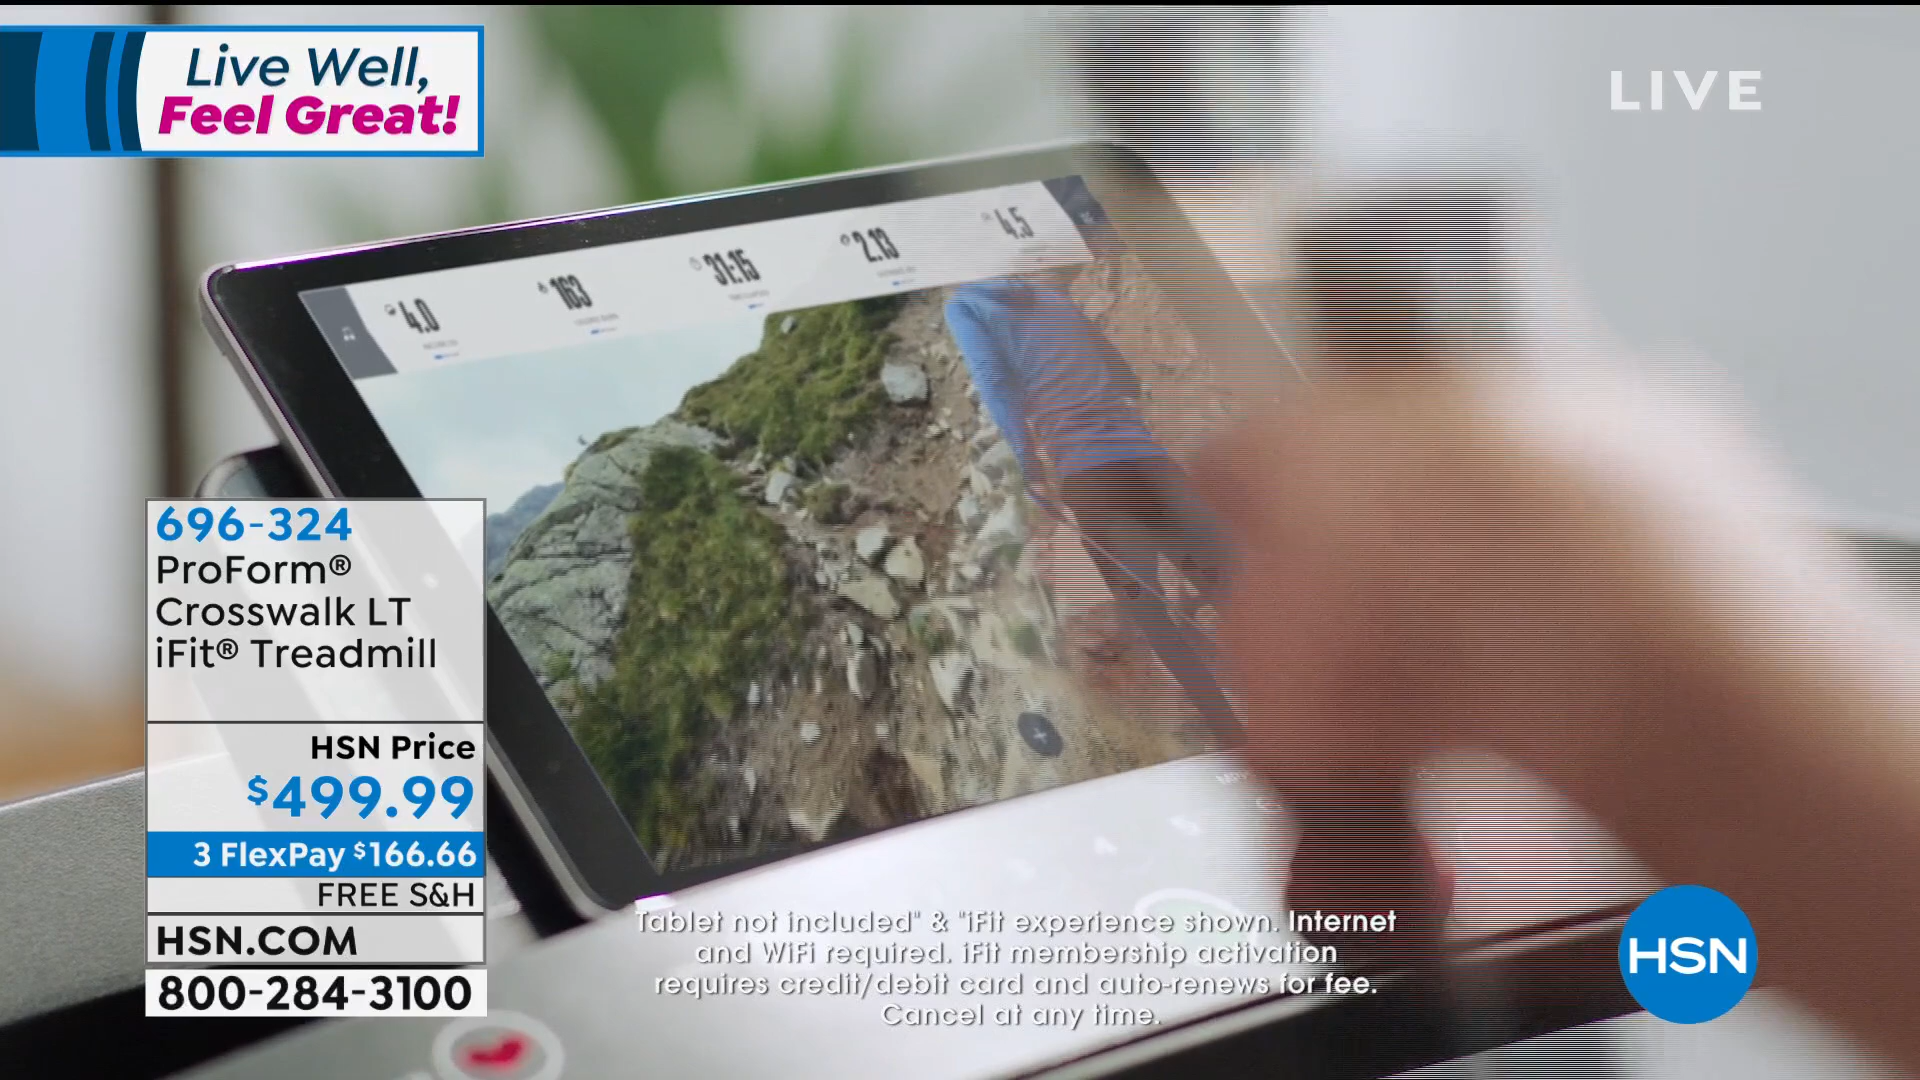 Live Well,
Feel Great!
LIVE
4.0
163
31:15
2.13
4.5
696-324
ProForm®
Crosswalk LT
iFit® Treadmill
HSN Price
$499.99
3 FlexPay $166.66
FREE S&H
HSN.COM
800-284-3100
Tablet not included" & "iFit experience shown. Internet
and WiFi required. iFit membership activation
requires credit/debit card and auto-renews for fee.
Cancel at any time.
HSN